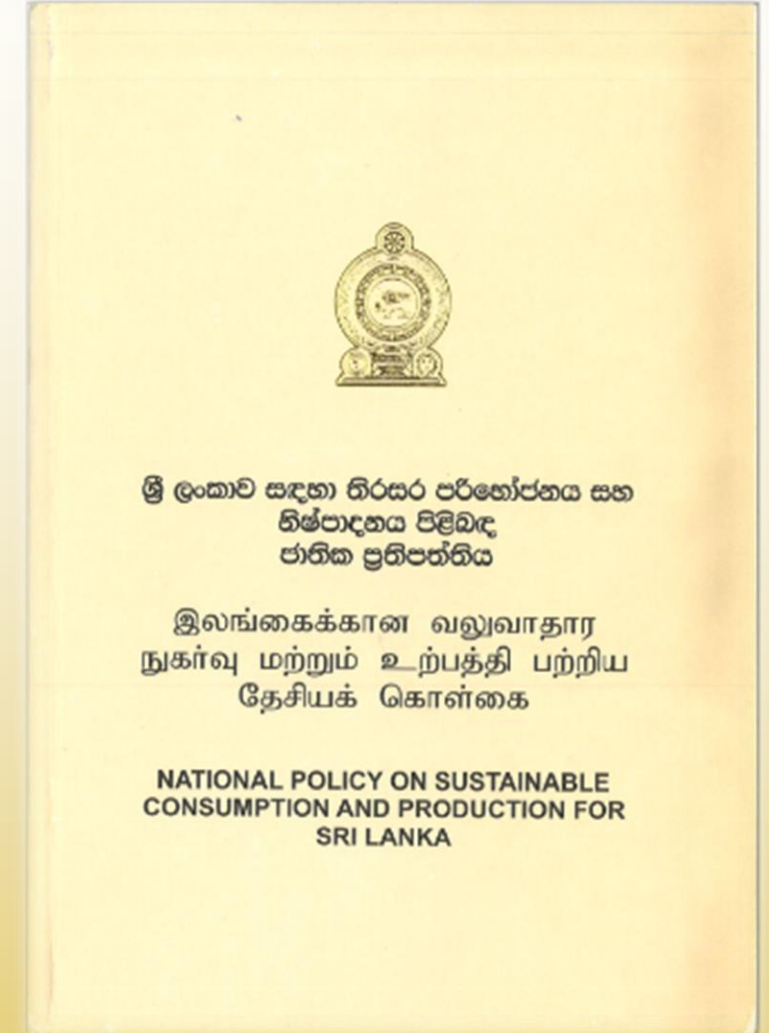 ශ්‍රී ලංකාව සඳහා තිරසර පරිභෝජනය සහ
නිෂ්පාදනය පිළිබඳ
ජාතික ප්‍රතිපත්තිය
இலங்கைக்கான வலுவாதார
நுகர்வு மற்றும் உற்பத்தி பற்றிய
தேசியக் கொள்கை
NATIONAL POLICY ON SUSTAINABLE
CONSUMPTION AND PRODUCTION FOR
SRI LANKA